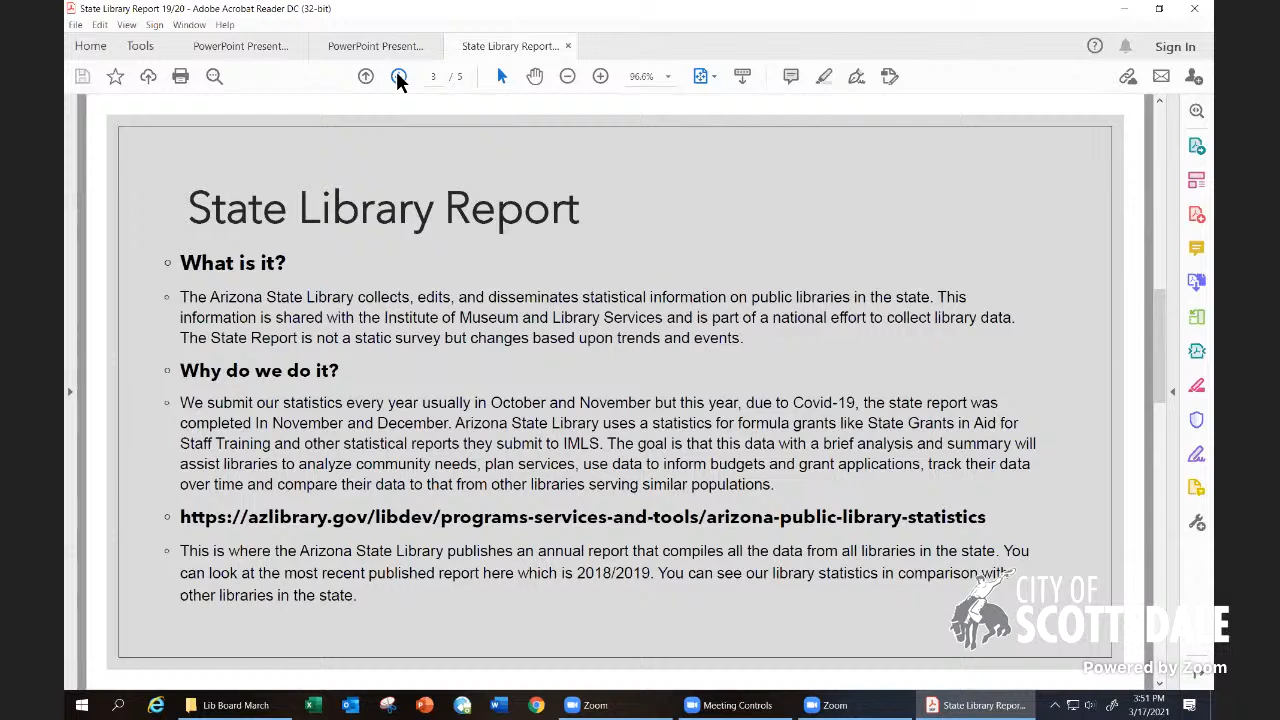 State Library Report 19/20 - Adobe Acrobat Reader DC (32-bit)
File Edit View Sign Window Help
Home Tools PowerPoint Present... PowerPoint Present... State Library Report... × Sign In
3 / 5 96.6%
State Library Report
What is it?
The Arizona State Library collects, edits, and disseminates statistical information on public libraries in the state. This
information is shared with the Institute of Museum and Library Services and is part of a national effort to collect library data.
The State Report is not a static survey but changes based upon trends and events.
Why do we do it?
We submit our statistics every year usually in October and November but this year, due to Covid-19, the state report was
completed In November and December. Arizona State Library uses a statistics for formula grants like State Grants in Aid for
Staff Training and other statistical reports they submit to IMLS. The goal is that this data with a brief analysis and summary will
assist libraries to analyze community needs, plan services, use data to inform budgets and grant applications, track their data
over time and compare their data to that from other libraries serving similar populations.
https://azlibrary.gov/libdev/programs-services-and-tools/arizona-public-library-statistics
This is where the Arizona State Library publishes an annual report that compiles all the data from all libraries in the state. You
can look at the most recent published report here which is 2018/2019. You can see our library statistics in comparison with
other libraries in the state.
CITY OF
SCOTTSDALE
Powered by Zoom
Lib Board March Zoom Meeting Controls Zoom State Library Repor...
3:51 PM
3/17/2021